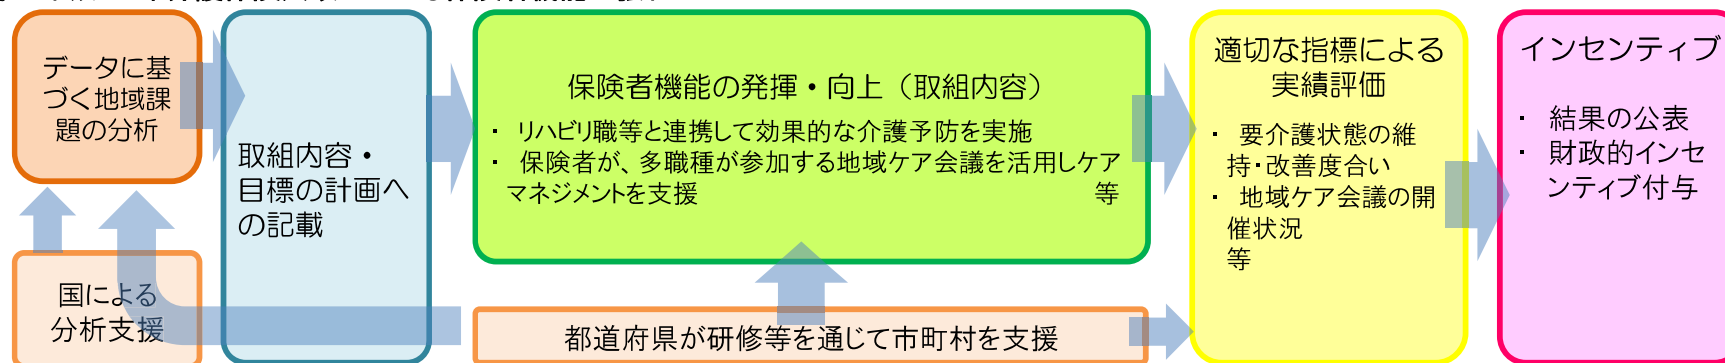 データに基
づく地域課
題の分析
国による
分析支援
取組内容・
目標の計画へ
の記載
保険者機能の発揮・向上（取組内容）
・ リハビリ職等と連携して効果的な介護予防を実施
・ 保険者が、多職種が参加する地域ケア会議を活用しケア
マネジメントを支援 等
都道府県が研修等を通じて市町村を支援
適切な指標による
実績評価
・ 要介護状態の維
持・改善度合い
・ 地域ケア会議の開
催状況
等
インセンティブ
・ 結果の公表
・ 財政的インセ
ンティブ付与